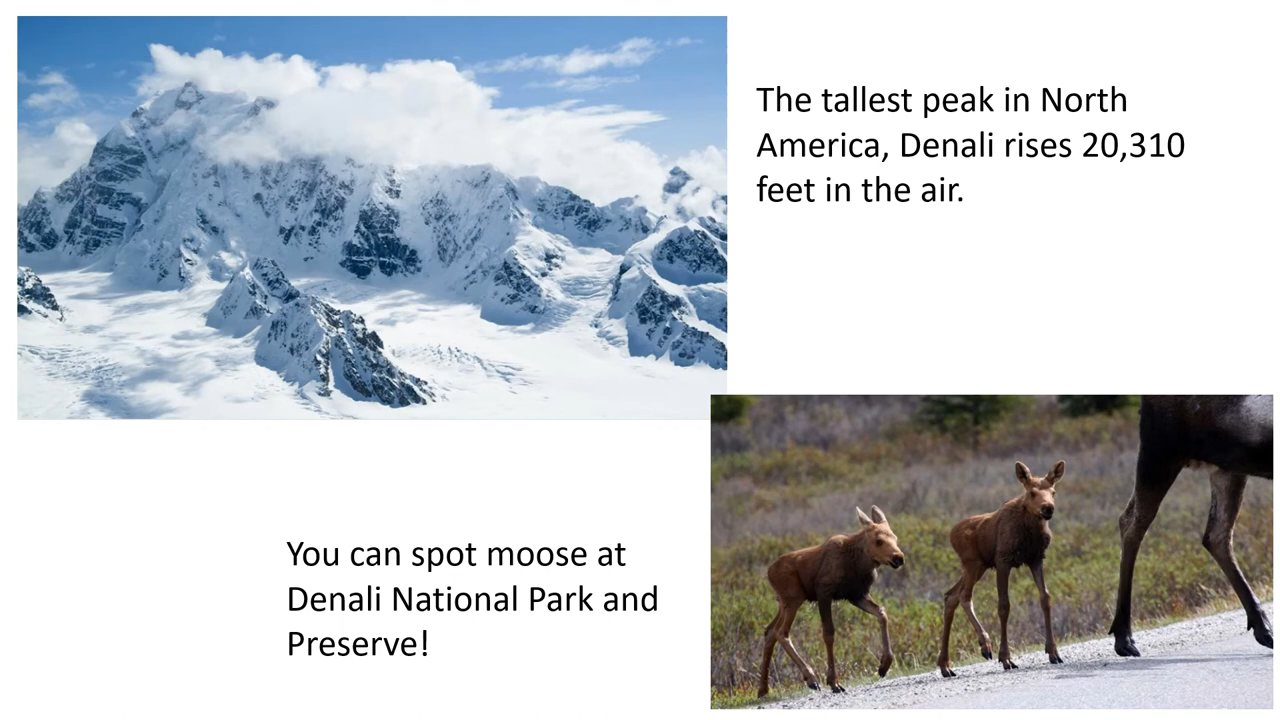 The tallest peak in North
America, Denali rises 20,310
feet in the air.
You can spot moose at
Denali National Park and
Preserve!